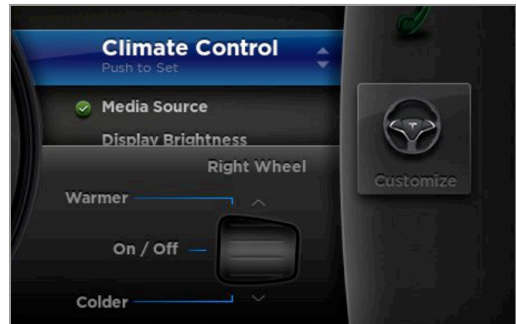 Climate Control
Push to Set
Media Source
Display Brightness
Right Wheel
Customize
Warmer
On / Off
Colder